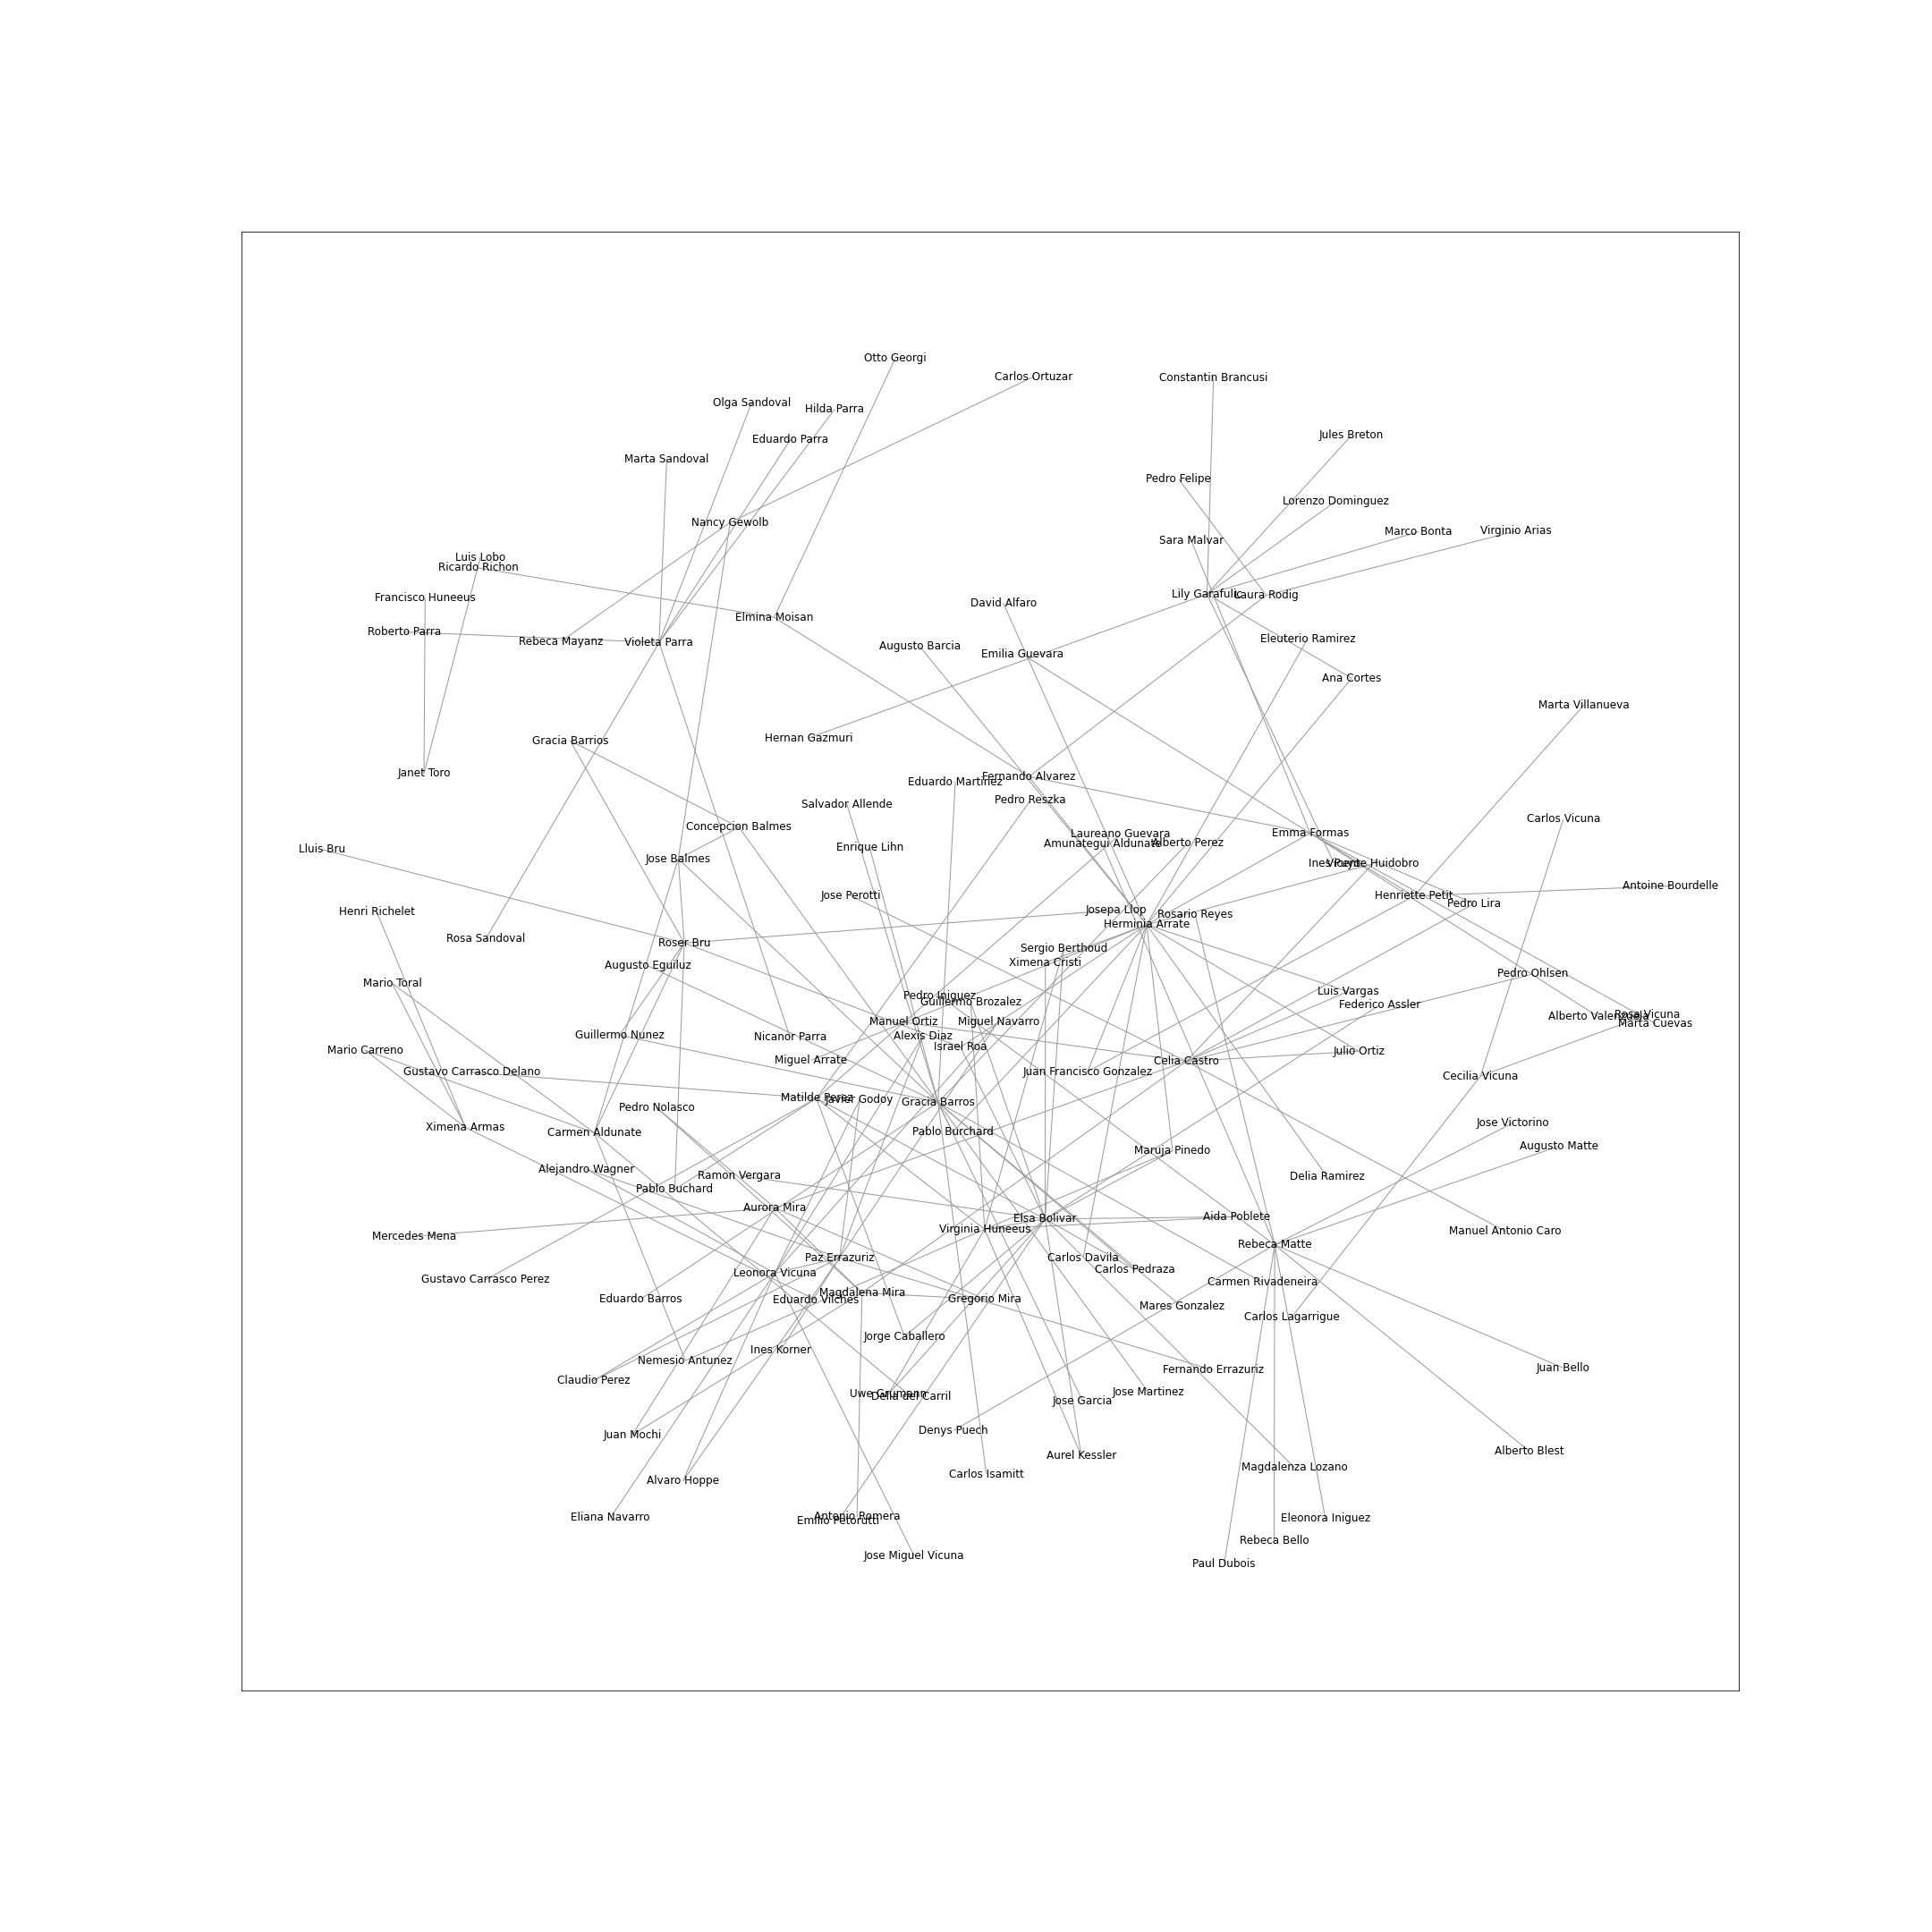 Otto Georgi
Carlos Ortuzar
Constantin Brancusi
Olga Sandoval
Hilda Parra
Eduardo Parra
Jules Breton
Marta Sandoval
Pedro Felipe
Lorenzo Dominguez
Nancy Gewolb
Marco Bonta
Virginio Arias
Sara Malvar
Luis Lobo
Ricardo Richon
Lily Garafulic
Laura Rodig
Francisco Huneeus
David Alfaro
Elmina Moisan
Roberto Parra
Rebeca Mayanz
Violeta Parra
Eleuterio Ramirez
Augusto Barcia
Emilia Guevara
Ana Cortes
Marta Villanueva
Hernan Gazmuri
Gracia Barrios
Janet Toro
Fernando Alvarez
Eduardo Martinez
Pedro Reszka
Salvador Allende
Carlos Vicuna
Concepcion Balmes
Laureano Guevara
Emma Formas
Amunategui Aldunate
Alberto Perez
Lluis Bru
Enrique Lihn
Jose Balmes
Ines Puyo
Vicente Huidobro
Antoine Bourdelle
Jose Perotti
Henriette Petit
Pedro Lira
Henri Richelet
Josepa Llop
Rosario Reyes
Herminia Arrate
Rosa Sandoval
Roser Bru
Sergio Berthoud
Ximena Cristi
Augusto Eguiluz
Pedro Ohlsen
Mario Toral
Luis Vargas
Pedro Iniguez
Guillermo Brozalez
Federico Assler
Alberto Valenzuela
Rosa Vicuna
Marta Cuevas
Manuel Ortiz
Miguel Navarro
Guillermo Nunez
Nicanor Parra
Alexis Diaz
Israel Roa
Mario Carreno
Miguel Arrate
Celia Castro
Julio Ortiz
Gustavo Carrasco Delano
Juan Francisco Gonzalez
Cecilia Vicuna
Matilde Perez
Javier Godoy
Gracia Barros
Pedro Nolasco
Ximena Armas
Carmen Aldunate
Pablo Burchard
Jose Victorino
Augusto Matte
Maruja Pinedo
Alejandro Wagner
Ramon Vergara
Delia Ramirez
Pablo Buchard
Aurora Mira
Elsa Bolivar
Aida Poblete
Virginia Huneeus
Manuel Antonio Caro
Mercedes Mena
Rebeca Matte
Paz Errazuriz
Carlos Davila
Leonora Vicuna
Carlos Pedraza
Gustavo Carrasco Perez
Carmen Rivadeneira
Magdalena Mira
Eduardo Barros
Eduardo Vilches
Gregorio Mira
Mares Gonzalez
Carlos Lagarrigue
Jorge Caballero
Ines Korner
Nemesio Antunez
Claudio Perez
Fernando Errazuriz
Juan Bello
Uwe Grumann
Delia del Carril
Jose Martinez
Jose Garcia
Juan Mochi
Denys Puech
Alberto Blest
Aurel Kessler
Magdalenza Lozano
Carlos Isamitt
Alvaro Hoppe
Eliana Navarro
Antonio Romera
Emilio Petorutti
Eleonora Iniguez
Rebeca Bello
Jose Miguel Vicuna
Paul Dubois